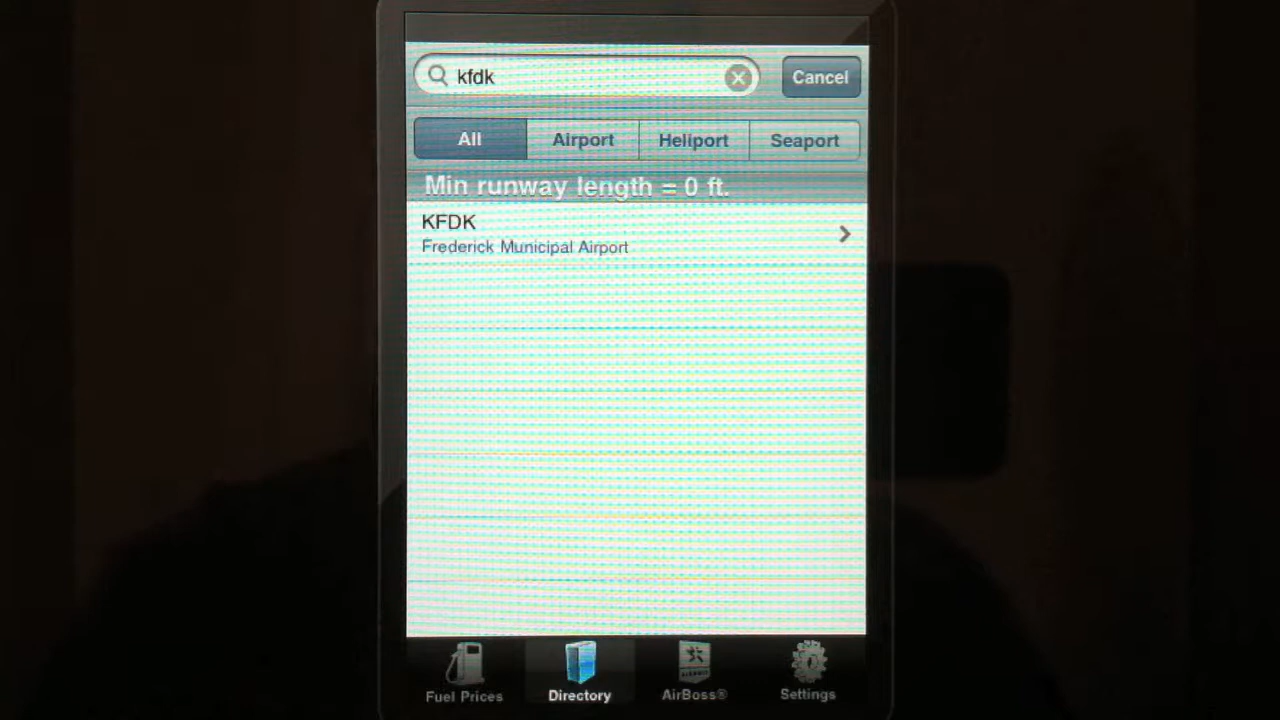 kfdk
Cancel
All
Airport
Heliport
Seaport
Min runway length = 0 ft.
KFDK
Frederick Municipal Airport
Fuel Prices
Directory
AirBoss®
Settings